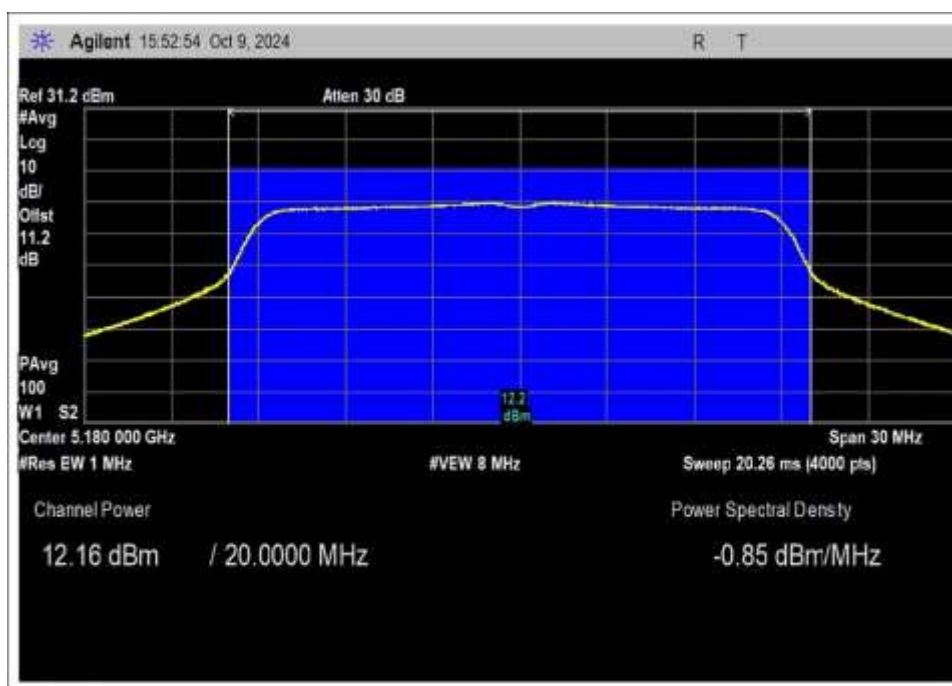 Agilent 15:52:54 Oct 9, 2024 R T
Ref 31.2 dBm Atten 30 dB
#Avg
Log
10
dB/
Offst
11.2
dB
PAvg
100
W1 S2
12.2
dBm
Center 5.180 000 GHz Span 30 MHz
#Res BW 1 MHz #VBW 8 MHz Sweep 20.26 ms (4000 pts)
Channel Power Power Spectral Density
12.16 dBm / 20.0000 MHz -0.85 dBm/MHz